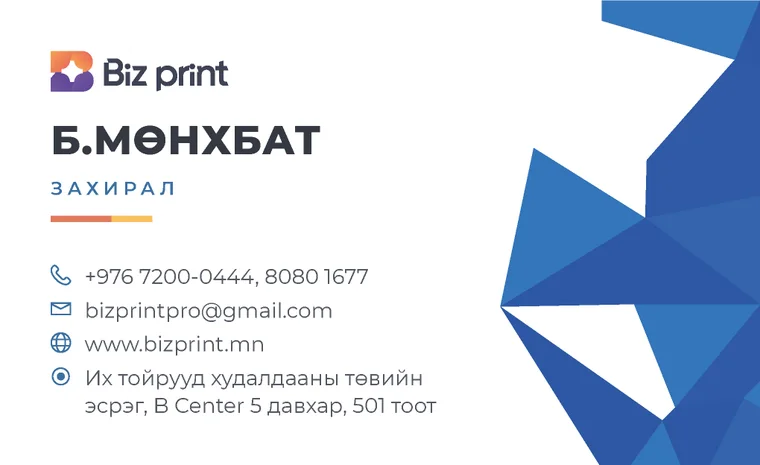 Biz print
Б.МӨНХБАТ
ЗАХИРАЛ
+976 7200-0444, 8080 1677
bizprintpro@gmail.com
www.bizprint.mn
Их тойрууд худалдааны төвийн
эсрэг, B Center 5 давхар, 501 тоот